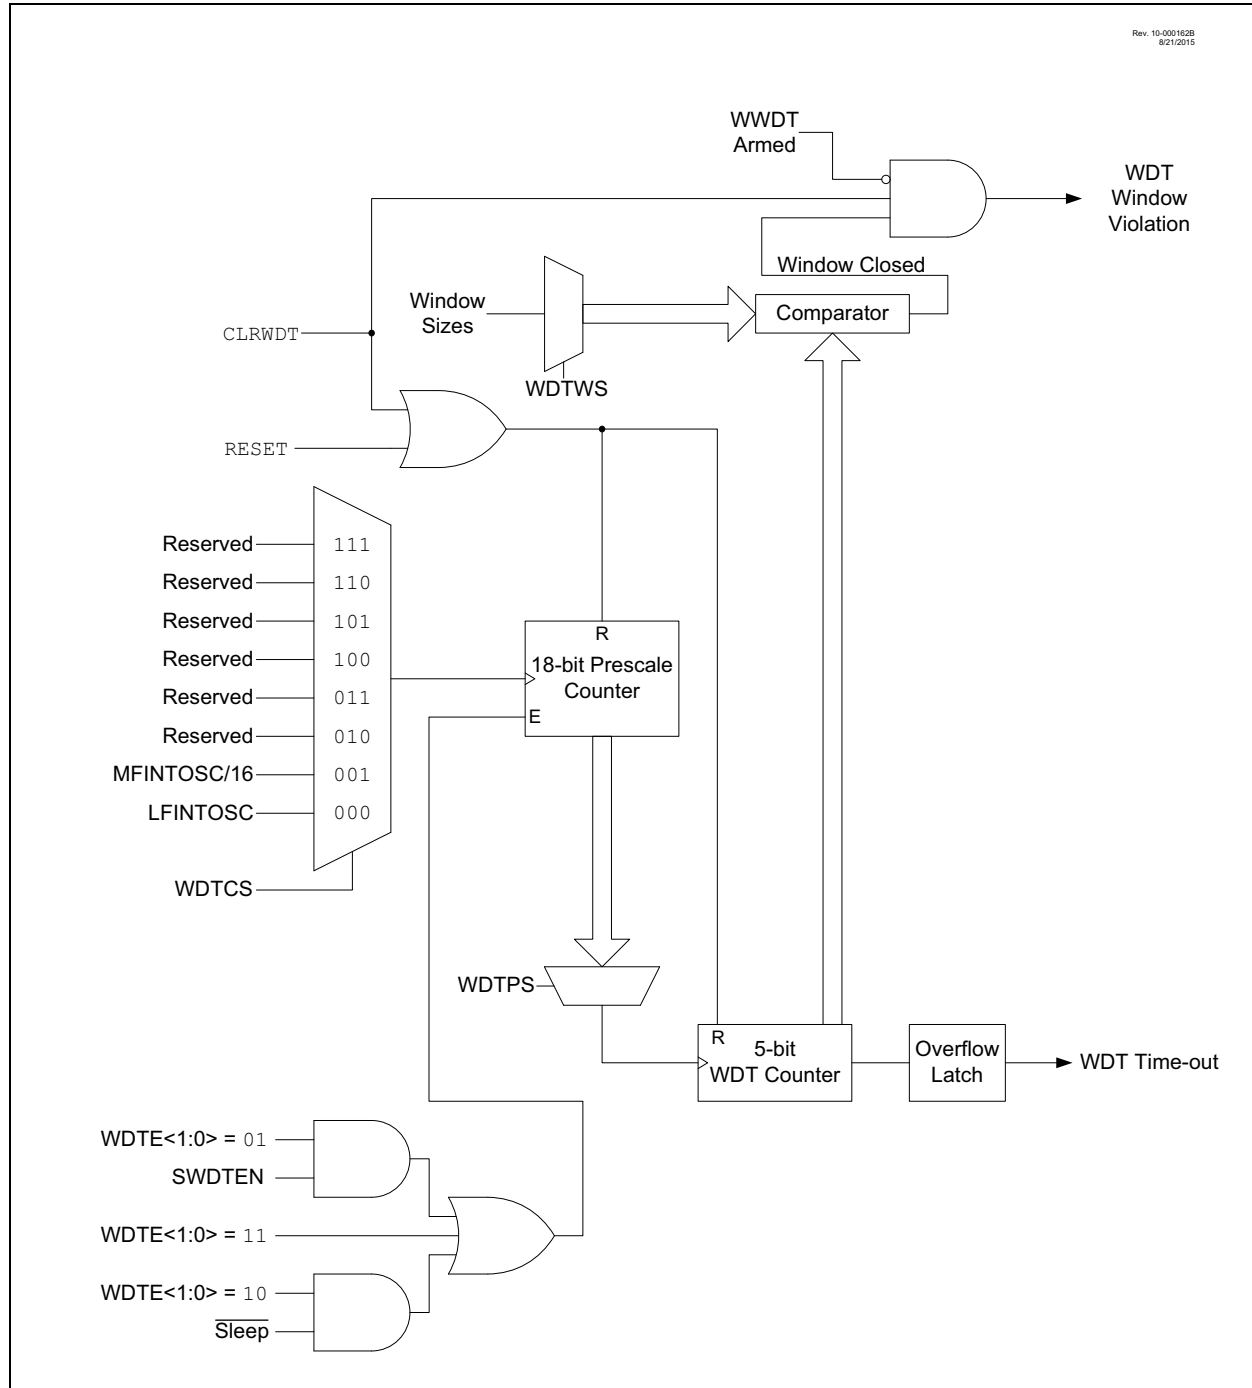 Rev. 10-000162B
8/21/2015
WWDT
Armed
WDT
Window
Violation
Window Closed
Window
Sizes
Comparator
CLRWDT
WDTWS
RESET
Reserved 111
Reserved 110
Reserved 101
Reserved 100
Reserved 011
Reserved 010
MFINTOSC/16 001
LFINTOSC 000
WDTCS
R
18-bit Prescale
Counter
E
WDTPS
R
5-bit
WDT Counter
Overflow
Latch
WDT Time-out
WDTE<1:0> = 01
SWDTEN
WDTE<1:0> = 11
WDTE<1:0> = 10
Sleep